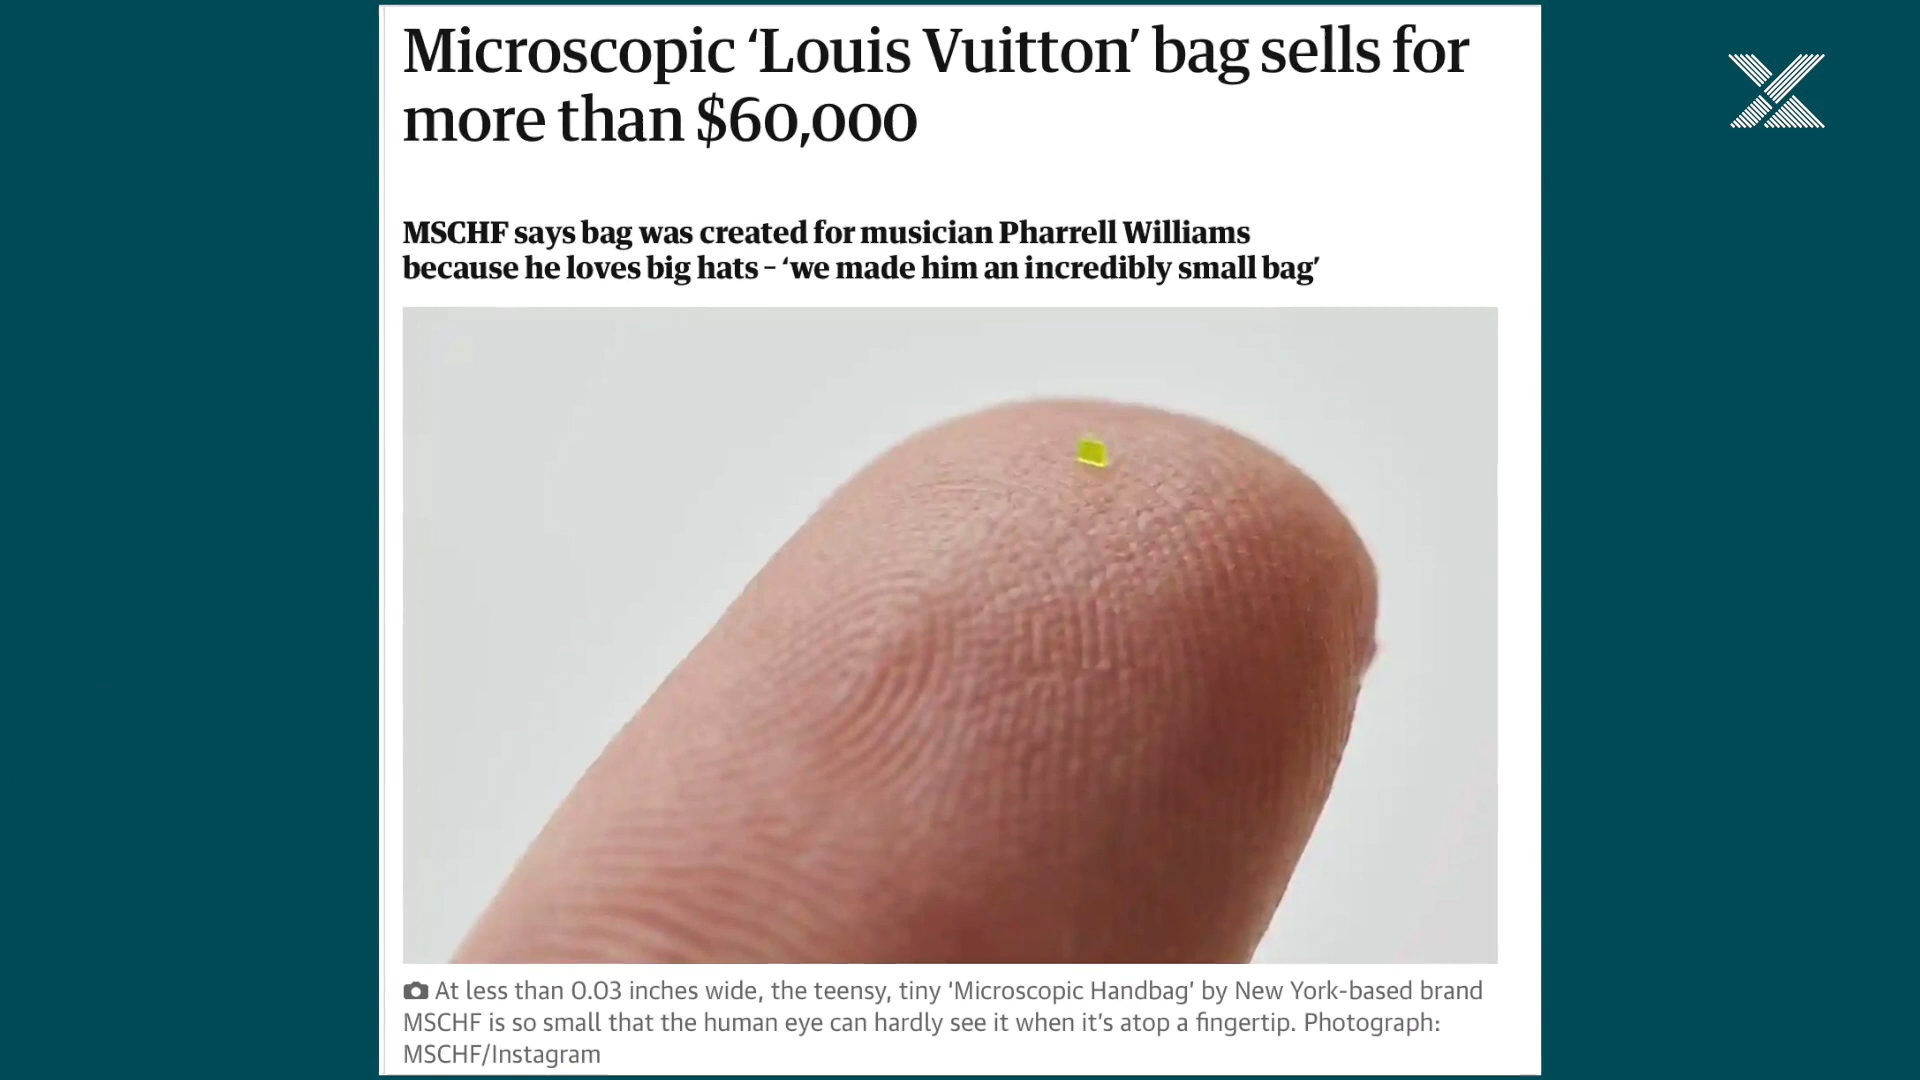 Microscopic ‘Louis Vuitton’ bag sells for
more than $60,000
MSCHF says bag was created for musician Pharrell Williams
because he loves big hats – ‘we made him an incredibly small bag’
At less than 0.03 inches wide, the teensy, tiny ‘Microscopic Handbag’ by New York-based brand
MSCHF is so small that the human eye can hardly see it when it’s atop a fingertip. Photograph:
MSCHF/Instagram